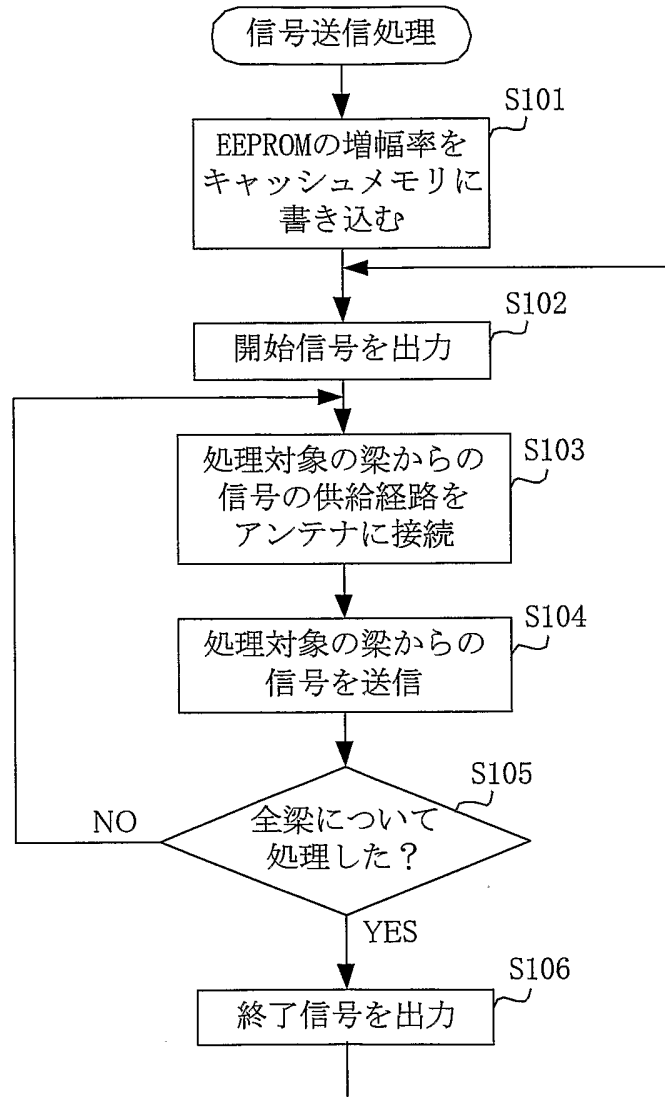 信号送信処理
S101
EEPROMの増幅率を
キャッシュメモリに
書き込む
S102
開始信号を出力
S103
処理対象の梁からの
信号の供給経路を
アンテナに接続
S104
処理対象の梁からの
信号を送信
S105
全梁について
処理した？
NO
YES
S106
終了信号を出力